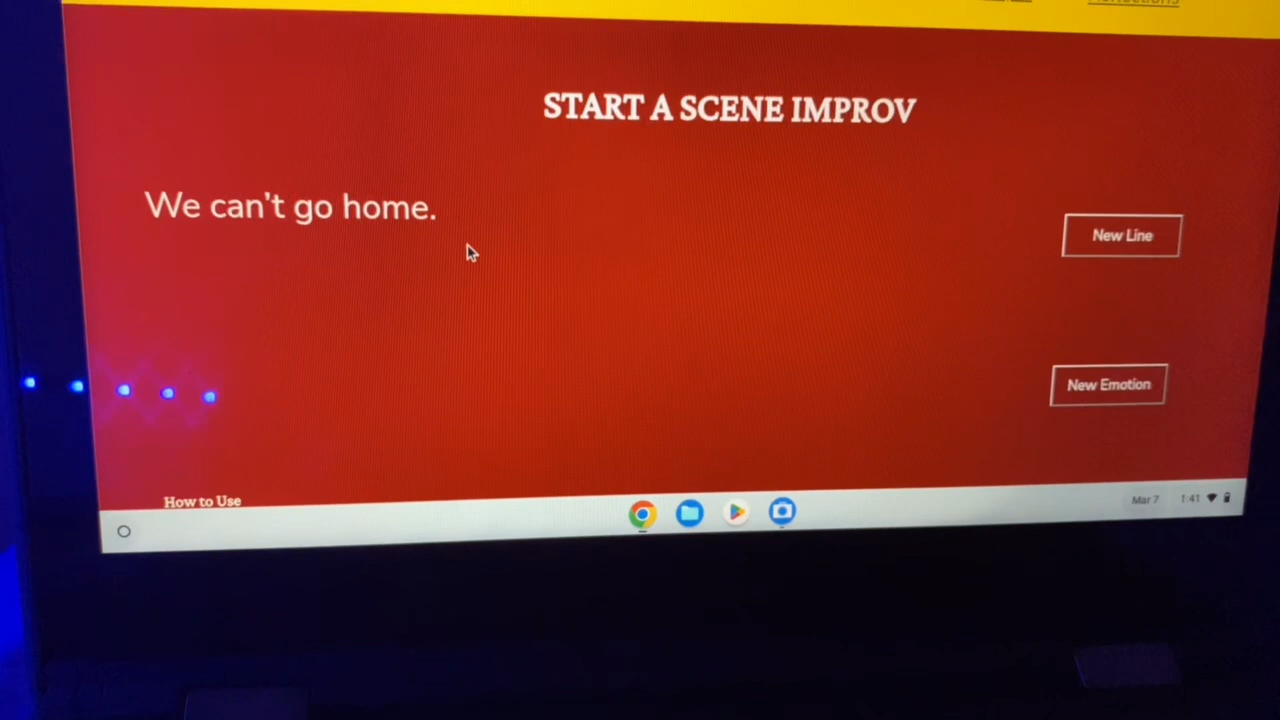 START A SCENE IMPROV
We can't go home.
New Line
New Emotion
How to Use
Mar 7 1:41